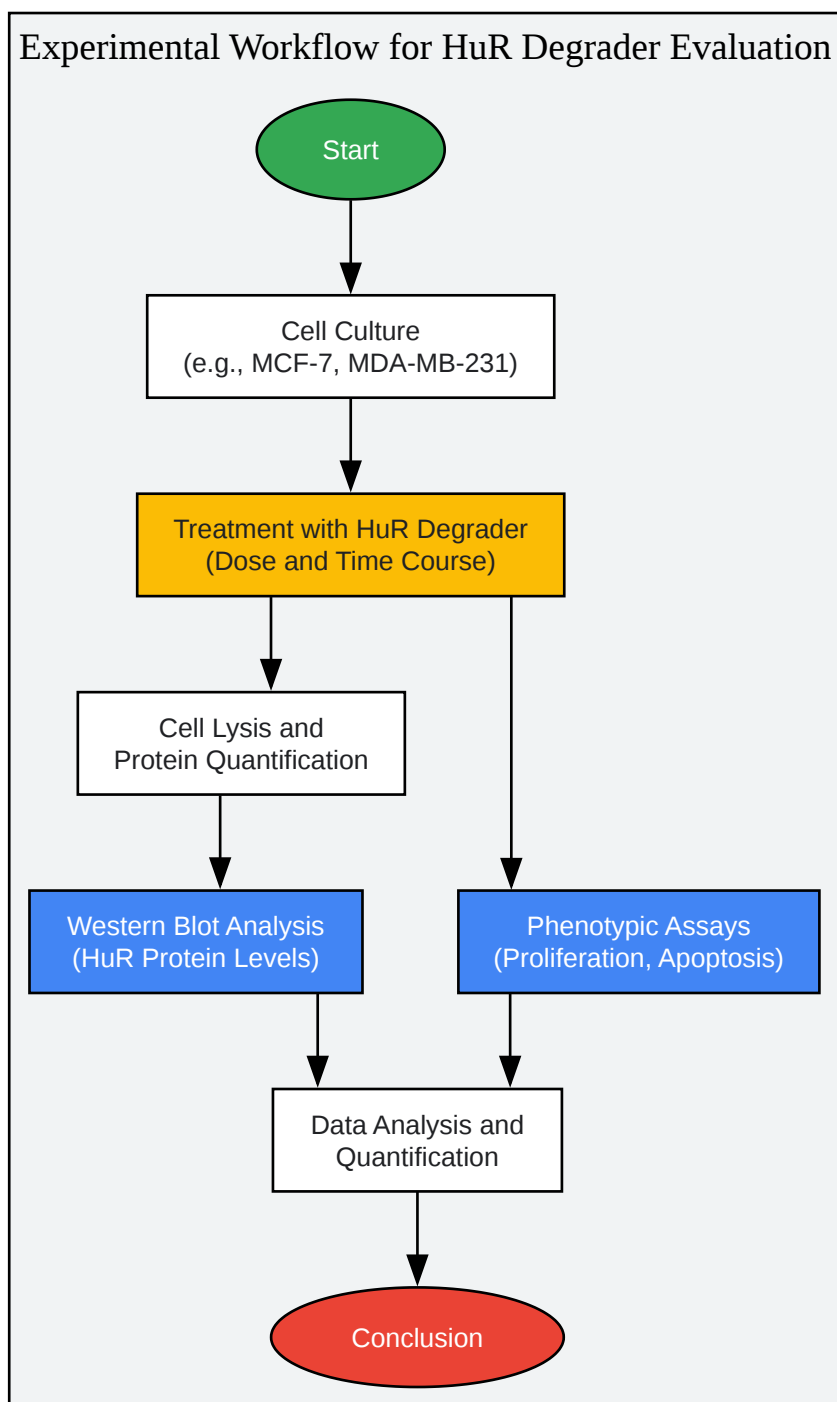 Experimental Workflow for HuR Degrader Evaluation
Start
Cell Culture
(e.g., MCF-7, MDA-MB-231)
Treatment with HuR Degrader
(Dose and Time Course)
Cell Lysis and
Protein Quantification
Western Blot Analysis
(HuR Protein Levels)
Phenotypic Assays
(Proliferation, Apoptosis)
Data Analysis and
Quantification
Conclusion